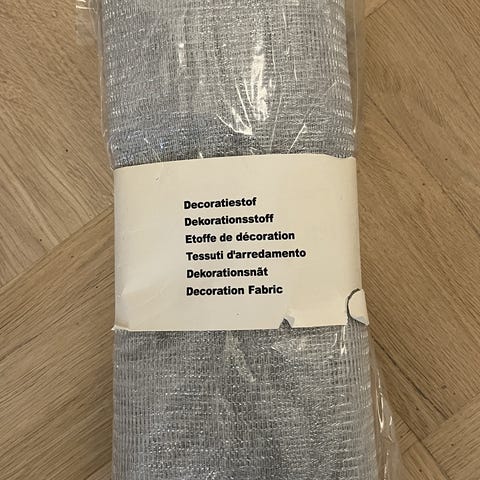 Decoratiestof
Dekorationsstoff
Etoffe de décoration
Tessuti d'arredamento
Dekorationsnät
Decoration Fabric